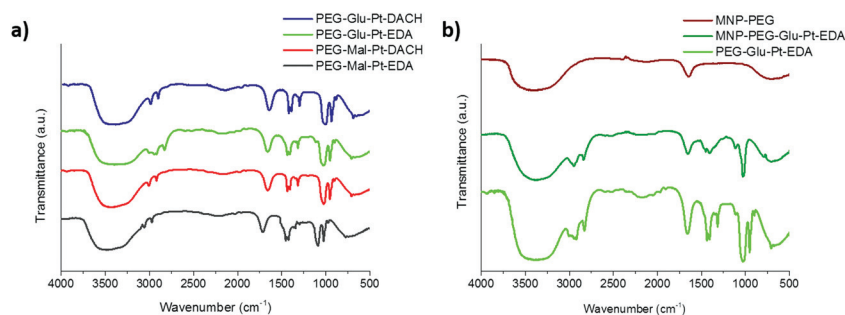 a)
PEG-Glu-Pt-DACH
PEG-Glu-Pt-EDA
PEG-Mal-Pt-DACH
PEG-Mal-Pt-EDA
Transmittance (a.u.)
4000 3500 3000 2500 2000 1500 1000 500
Wavenumber (cm⁻¹)
b)
MNP-PEG
MNP-PEG-Glu-Pt-EDA
PEG-Glu-Pt-EDA
Transmittance (a.u.)
4000 3500 3000 2500 2000 1500 1000 500
Wavenumber (cm⁻¹)